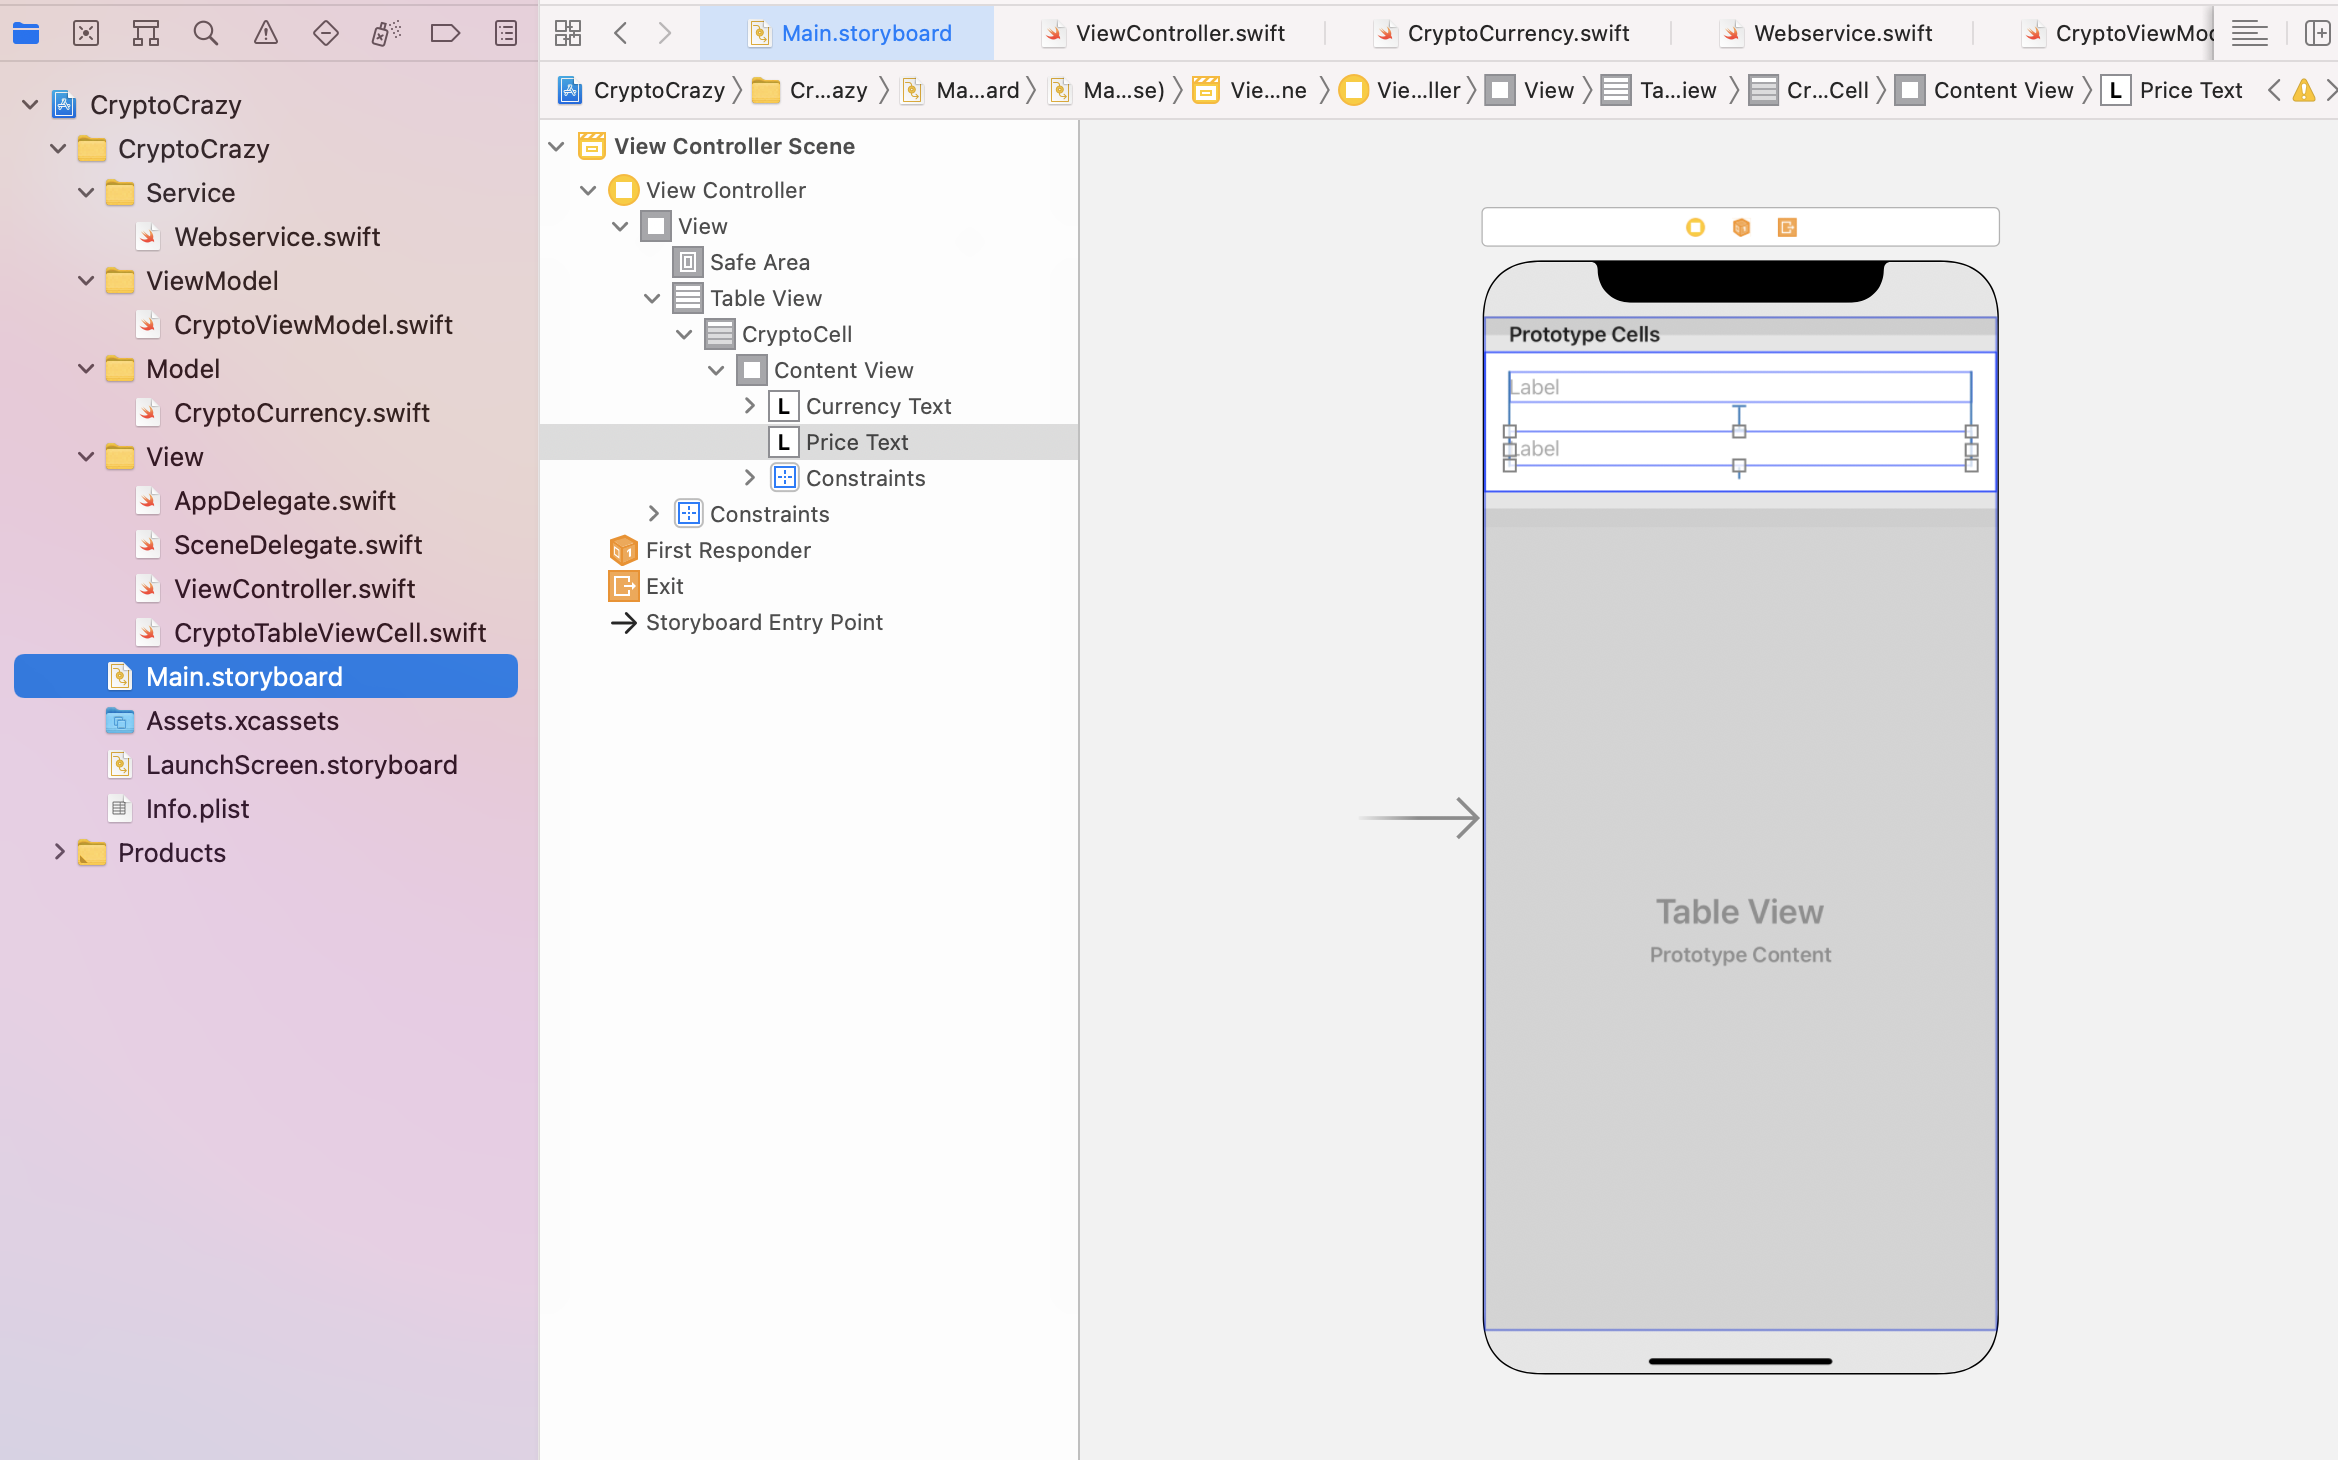 Main.storyboard
ViewController.swift
CryptoCurrency.swift
Webservice.swift
CryptoViewMo
CryptoCrazy
Cr...azy
Ma...ard
Ma...se)
Vie...ne
Vie...ller
View
Ta...iew
Cr...Cell
Content View
L Price Text
CryptoCrazy
CryptoCrazy
Service
Webservice.swift
ViewModel
CryptoViewModel.swift
Model
CryptoCurrency.swift
View
AppDelegate.swift
SceneDelegate.swift
ViewController.swift
CryptoTableViewCell.swift
Main.storyboard
Assets.xcassets
LaunchScreen.storyboard
Info.plist
Products
View Controller Scene
View Controller
View
Safe Area
Table View
CryptoCell
Content View
L Currency Text
L Price Text
Constraints
Constraints
First Responder
Exit
Storyboard Entry Point
Prototype Cells
Label
Label
Table View
Prototype Content